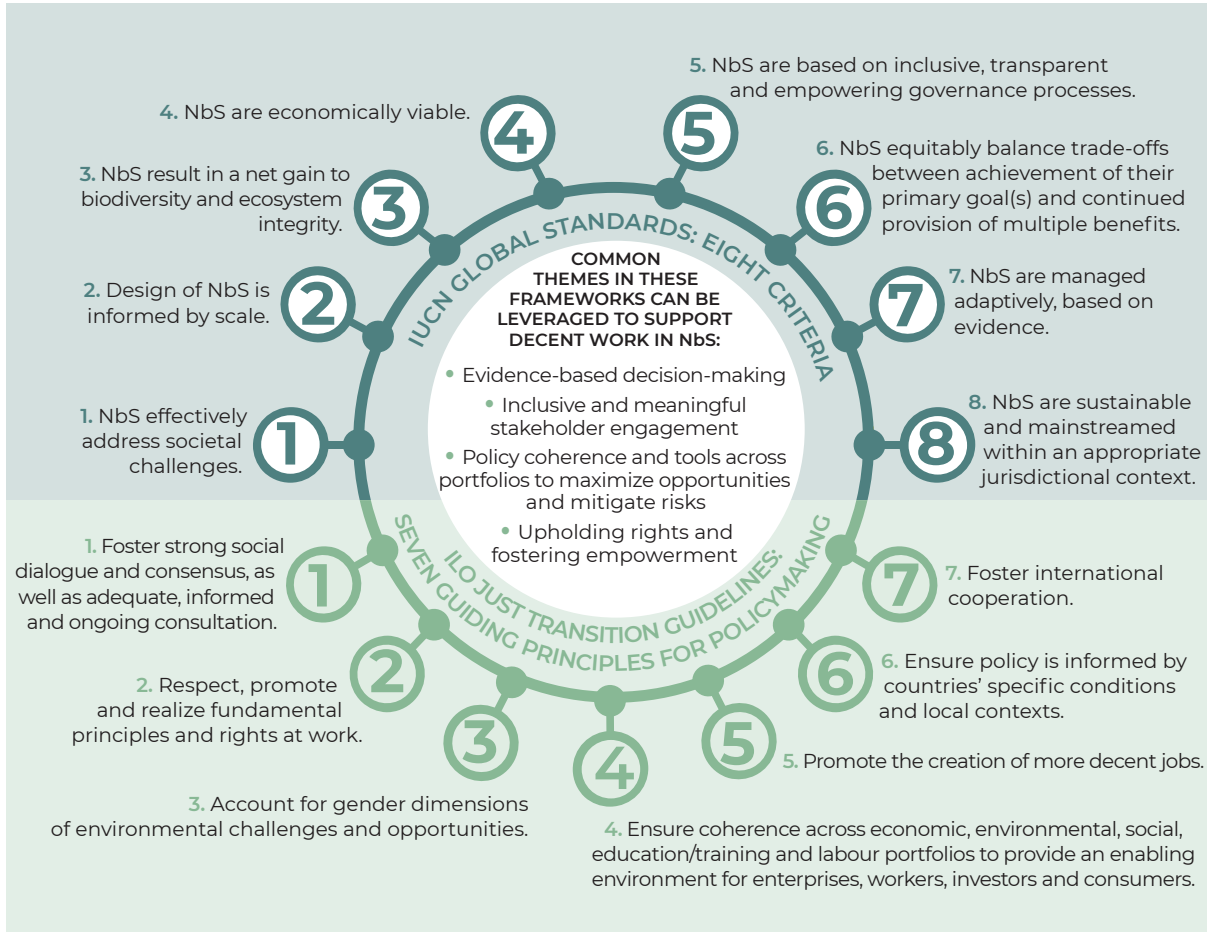 5. NbS are based on inclusive, transparent
and empowering governance processes.
4. NbS are economically viable.
6. NbS equitably balance trade-offs
between achievement of their
primary goal(s) and continued
provision of multiple benefits.
3. NbS result in a net gain to
biodiversity and ecosystem
integrity.
7. NbS are managed
adaptively, based on
evidence.
2. Design of NbS is
informed by scale.
8. NbS are sustainable
and mainstreamed
within an appropriate
jurisdictional context.
1. NbS effectively
address societal
challenges.
1
2
3
4
5
6
7
8
IUCN GLOBAL STANDARDS: EIGHT CRITERIA
COMMON
THEMES IN THESE
FRAMEWORKS CAN BE
LEVERAGED TO SUPPORT
DECENT WORK IN NbS:
• Evidence-based decision-making
• Inclusive and meaningful
stakeholder engagement
• Policy coherence and tools across
portfolios to maximize opportunities
and mitigate risks
• Upholding rights and
fostering empowerment
ILO JUST TRANSITION GUIDELINES:
SEVEN GUIDING PRINCIPLES FOR POLICYMAKING
1
2
3
4
5
6
7
1. Foster strong social
dialogue and consensus, as
well as adequate, informed
and ongoing consultation.
2. Respect, promote
and realize fundamental
principles and rights at work.
3. Account for gender dimensions
of environmental challenges and opportunities.
4. Ensure coherence across economic, environmental, social,
education/training and labour portfolios to provide an enabling
environment for enterprises, workers, investors and consumers.
5. Promote the creation of more decent jobs.
6. Ensure policy is informed by
countries’ specific conditions
and local contexts.
7. Foster international
cooperation.